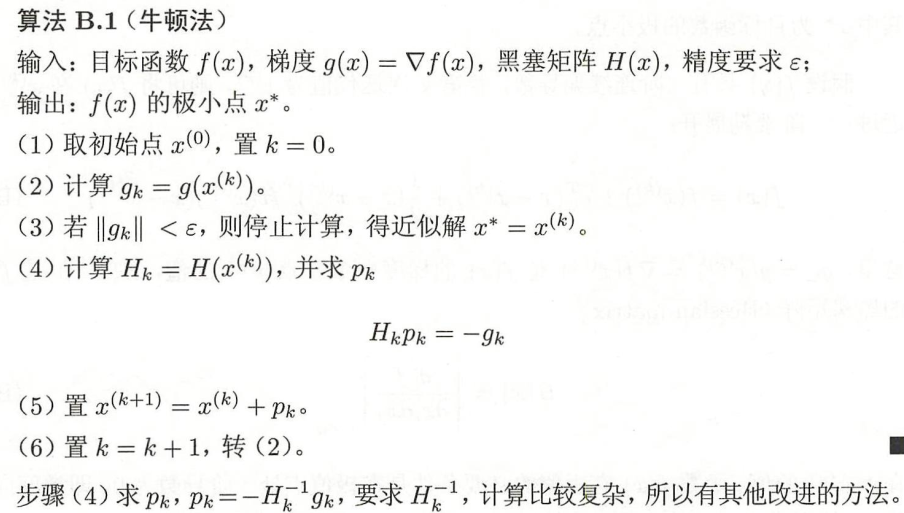 算法 B.1（牛顿法）
输入：目标函数 f(x)，梯度 g(x) = ∇f(x)，黑塞矩阵 H(x)，精度要求 ε；
输出：f(x) 的极小点 x*。
（1）取初始点 x^(0)，置 k = 0。
（2）计算 g_k = g(x^(k))。
（3）若 ‖g_k‖ < ε，则停止计算，得近似解 x* = x^(k)。
（4）计算 H_k = H(x^(k))，并求 p_k
H_k p_k = −g_k
（5）置 x^(k+1) = x^(k) + p_k。
（6）置 k = k + 1，转（2）。 ■
步骤（4）求 p_k，p_k = −H_k^−1 g_k，要求 H_k^−1，计算比较复杂，所以有其他改进的方法。